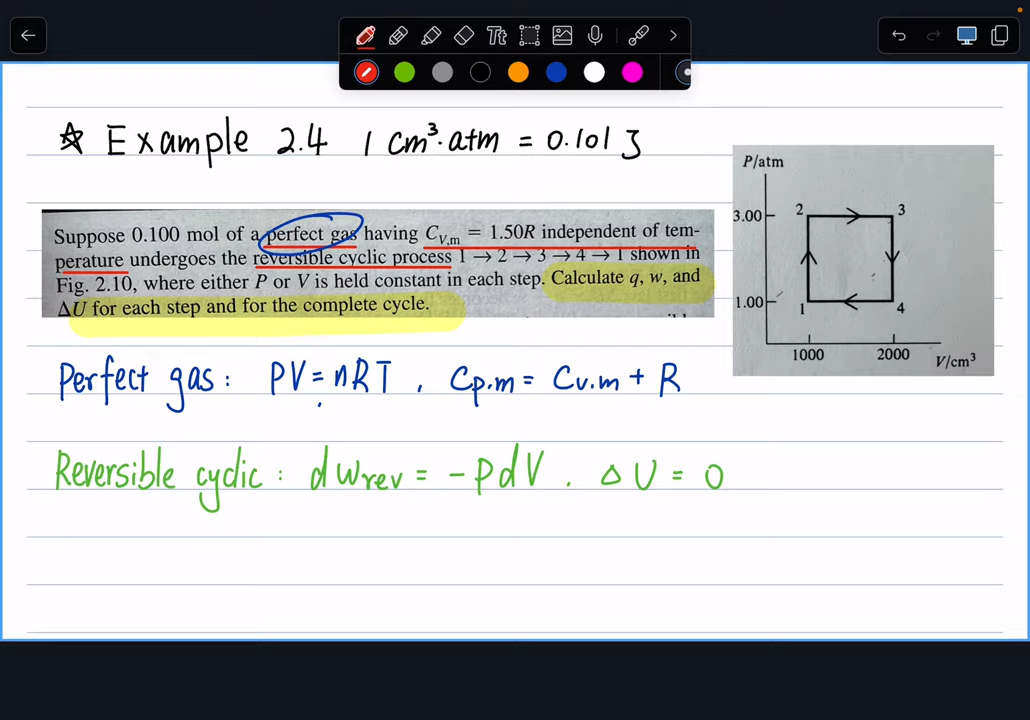 ☆ Example 2.4 1 cm³·atm = 0.101 J
Suppose 0.100 mol of a perfect gas having C_V,m = 1.50R independent of tem-
perature undergoes the reversible cyclic process 1 → 2 → 3 → 4 → 1 shown in
Fig. 2.10, where either P or V is held constant in each step. Calculate q, w, and
ΔU for each step and for the complete cycle.
P/atm
2 3
3.00
1.00
1 4
1000 2000
V/cm³
Perfect gas: PV = nRT , Cp.m = Cv.m + R
Reversible cyclic: dWrev = -PdV . ΔU = 0
Tt